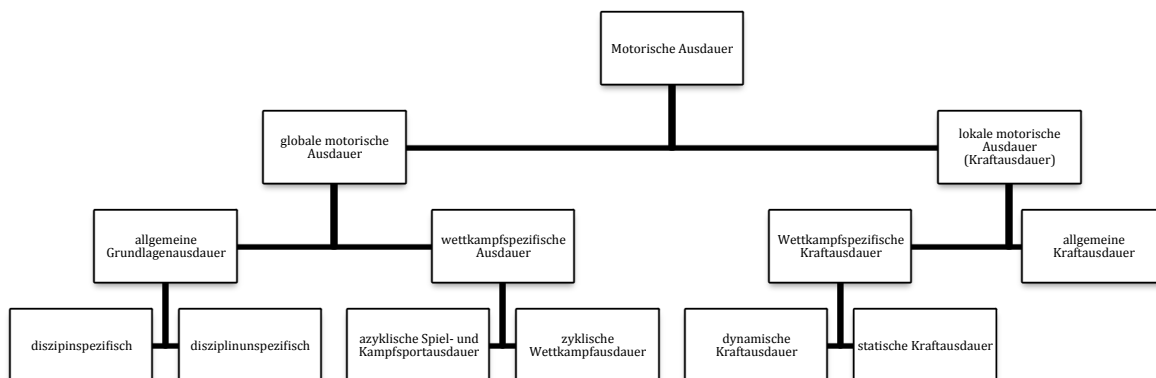 Motorische Ausdauer
globale motorische
Ausdauer
lokale motorische
Ausdauer
(Kraftausdauer)
allgemeine
Grundlagenausdauer
wettkampfspezifische
Ausdauer
Wettkampfspezifische
Kraftausdauer
allgemeine
Kraftausdauer
diszipinspezifisch
disziplinunspezifisch
azyklische Spiel- und
Kampfsportausdauer
zyklische
Wettkampfausdauer
dynamische
Kraftausdauer
statische Kraftausdauer